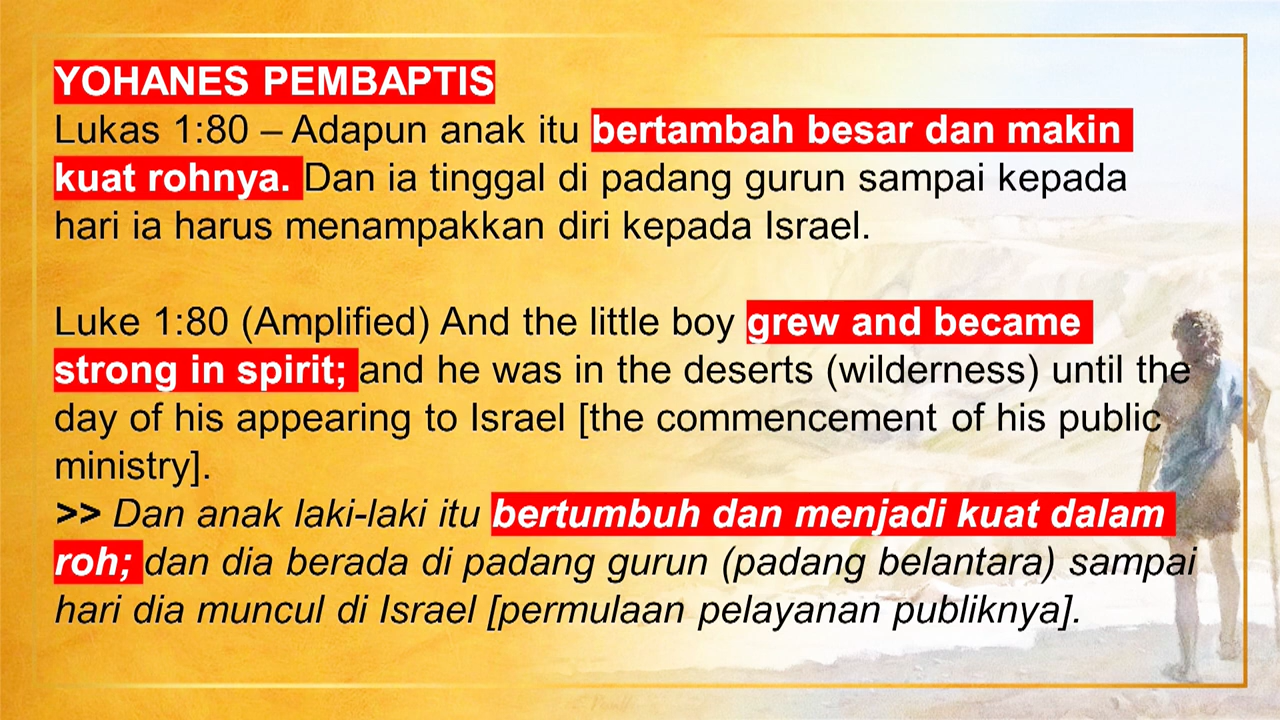 YOHANES PEMBAPTIS
Lukas 1:80 – Adapun anak itu bertambah besar dan makin
kuat rohnya. Dan ia tinggal di padang gurun sampai kepada
hari ia harus menampakkan diri kepada Israel.
Luke 1:80 (Amplified) And the little boy grew and became
strong in spirit; and he was in the deserts (wilderness) until the
day of his appearing to Israel [the commencement of his public
ministry].
>> Dan anak laki-laki itu bertumbuh dan menjadi kuat dalam
roh; dan dia berada di padang gurun (padang belantara) sampai
hari dia muncul di Israel [permulaan pelayanan publiknya].